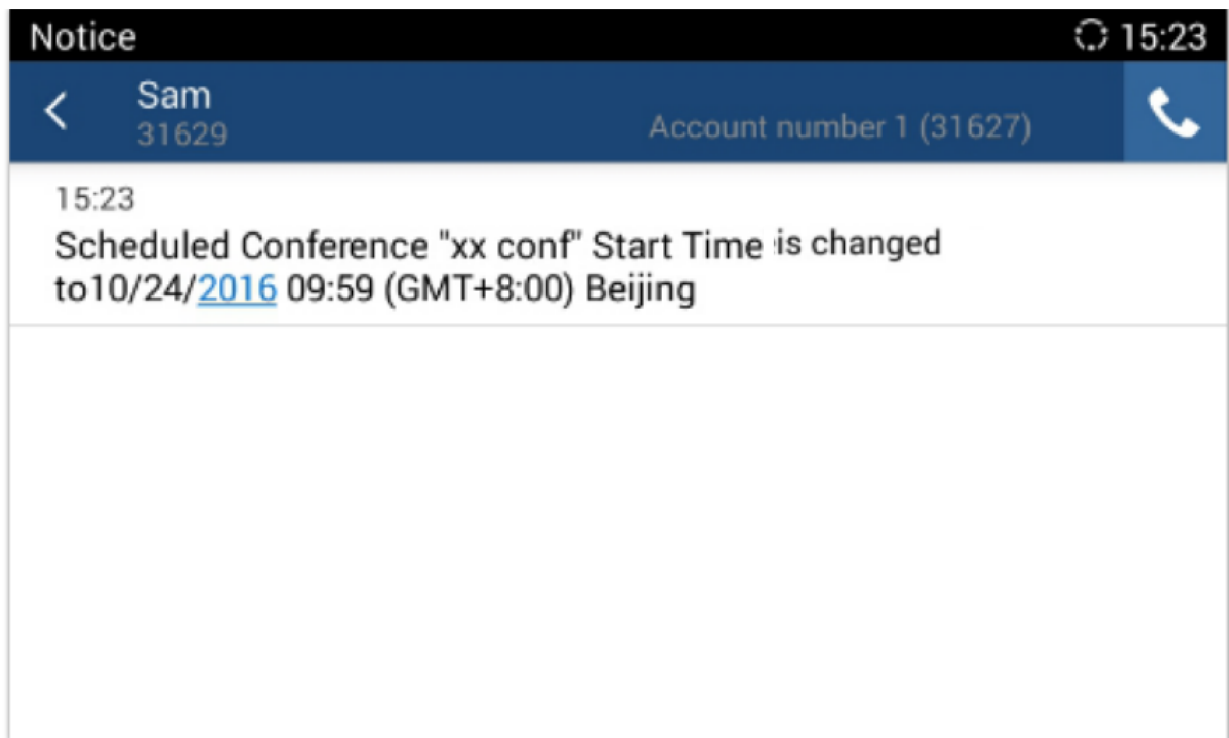 Notice 15:23
Sam
31629
Account number 1 (31627)
15:23
Scheduled Conference "xx conf" Start Time is changed
to10/24/2016 09:59 (GMT+8:00) Beijing